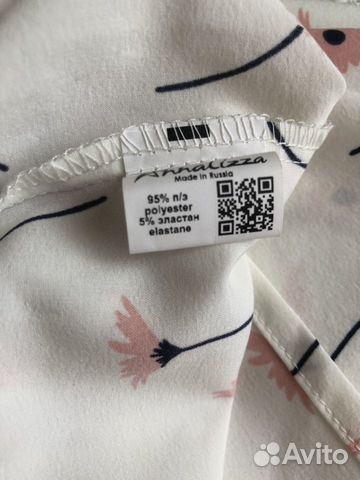 Annalizza
Made in Russia
95% п/э
polyester
5% эластан
elastane
Avito